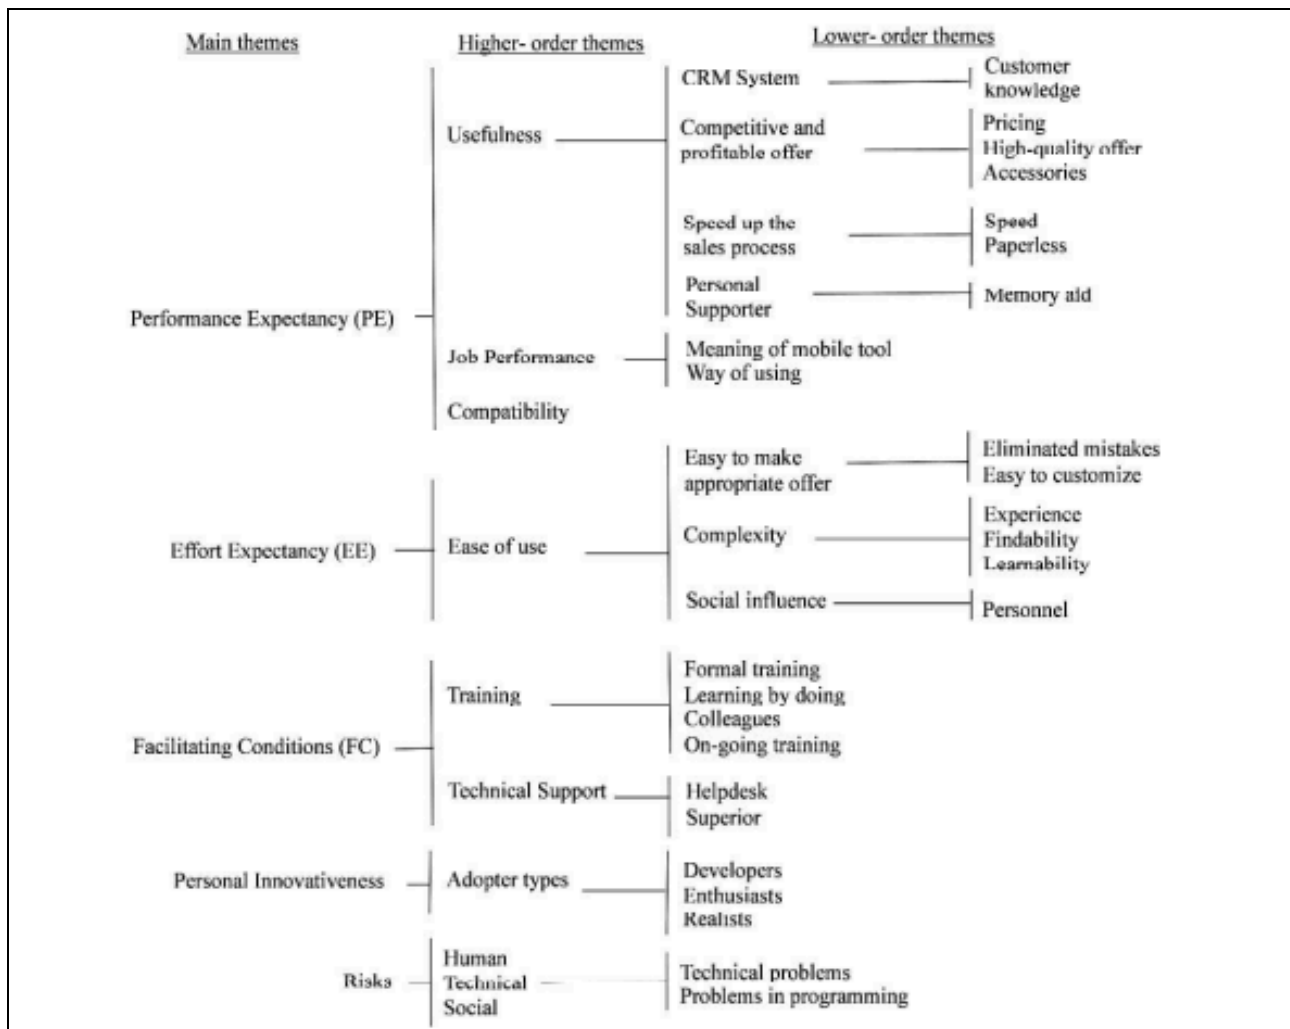 Main themes
Higher- order themes
Lower- order themes
Performance Expectancy (PE)
Usefulness
CRM System
Customer
knowledge
Competitive and
profitable offer
Pricing
High-quality offer
Accessories
Speed up the
sales process
Speed
Paperless
Personal
Supporter
Memory aid
Job Performance
Meaning of mobile tool
Way of using
Compatibility
Effort Expectancy (EE)
Ease of use
Easy to make
appropriate offer
Eliminated mistakes
Easy to customize
Complexity
Experience
Findability
Learnability
Social influence
Personnel
Facilitating Conditions (FC)
Training
Formal training
Learning by doing
Colleagues
On-going training
Technical Support
Helpdesk
Superior
Personal Innovativeness
Adopter types
Developers
Enthusiasts
Realists
Risks
Human
Technical
Social
Technical problems
Problems in programming